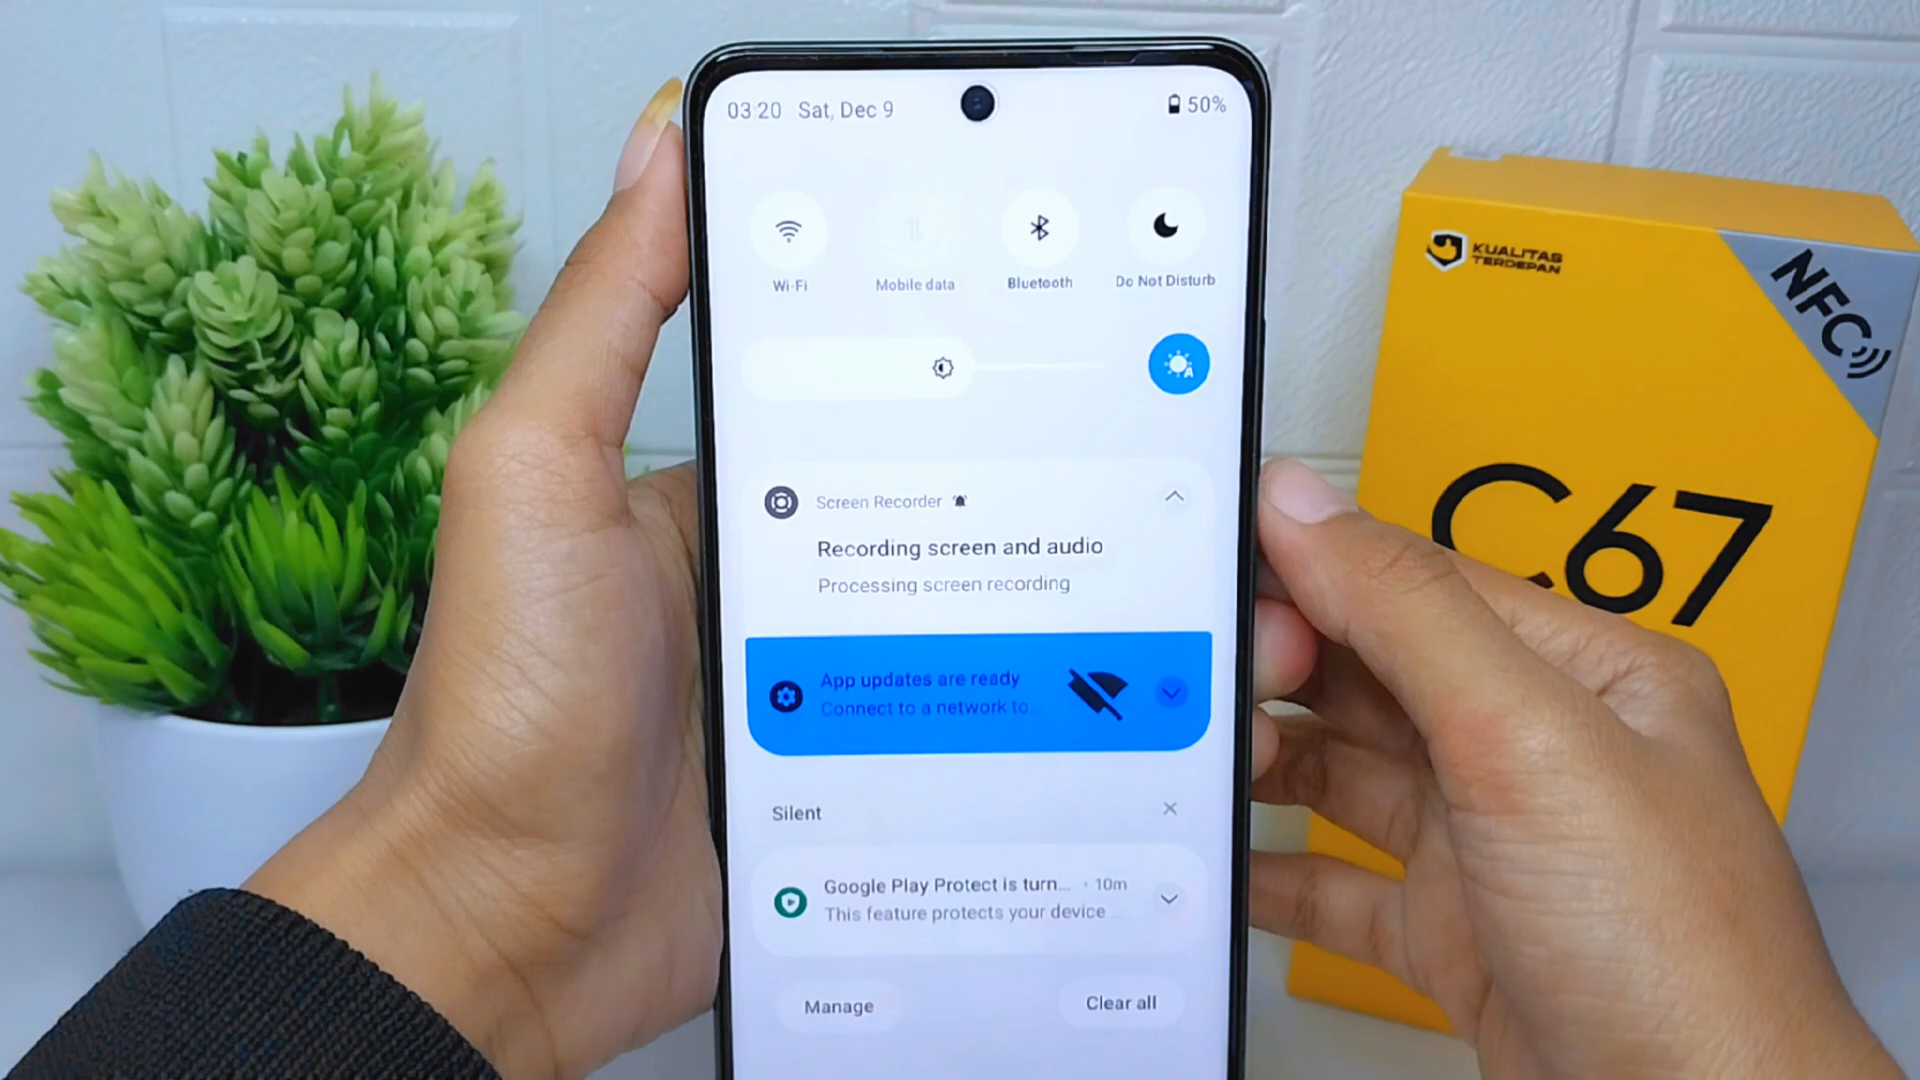 03:20 Sat, Dec 9
50%
Wi-Fi
Mobile data
Bluetooth
Do Not Disturb
A
Screen Recorder
Recording screen and audio
Processing screen recording
App updates are ready
Connect to a network to...
Silent
Google Play Protect is turn... · 10m
This feature protects your device ...
Manage
Clear all
KUALITAS
TERDEPAN
NFC
C67